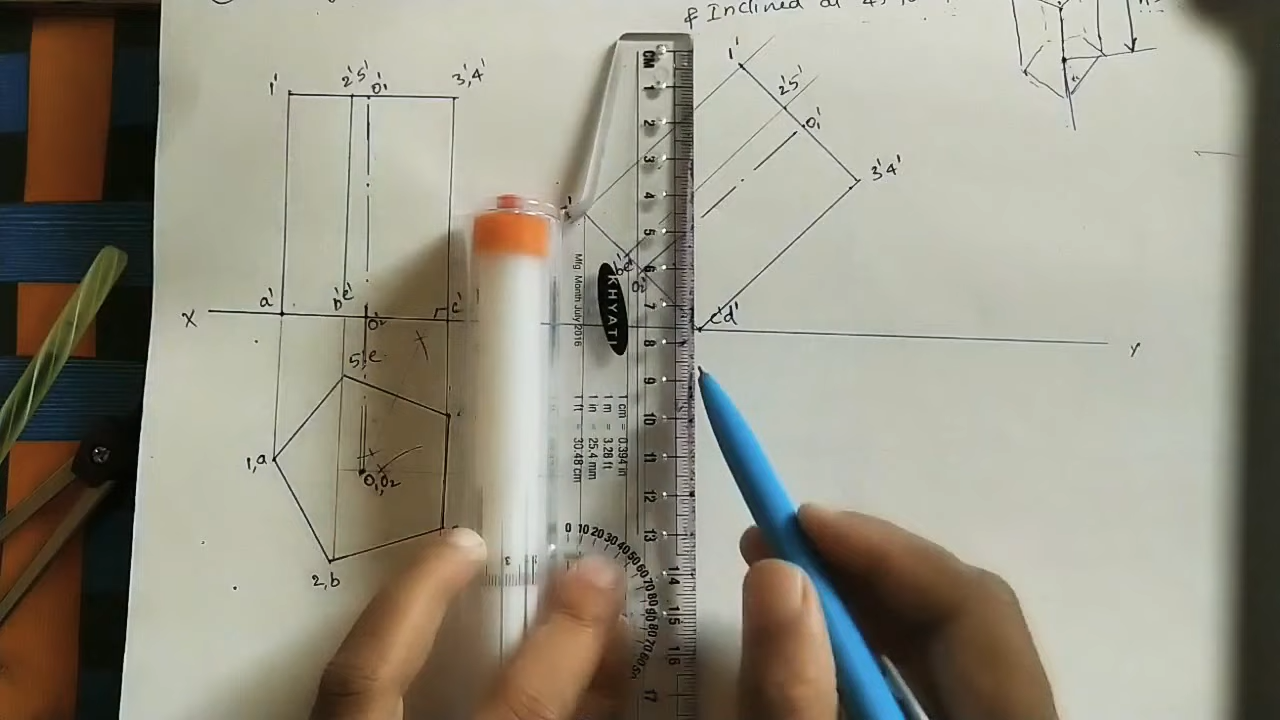 & Inclined at 45
1' 2'5' O₁' 3',4'
1' 2'5' O₁' 3'4'
a' b'e' O₂' c'
b'e' O₂' c'd'
X Y
5,e
1,a O₁O₂
2,b
CM 1 2 3 4 5 6 7 8 9 10 11 12 13 14 15 16 17
Mfg. Month July 2016
KHYATI
1 cm = 0.394 in
1 m = 3.28 ft
1 in = 25.4 mm
1 ft = 30.48 cm
0 10 20 30 40 50 60 70 80 90 80 70 60 50